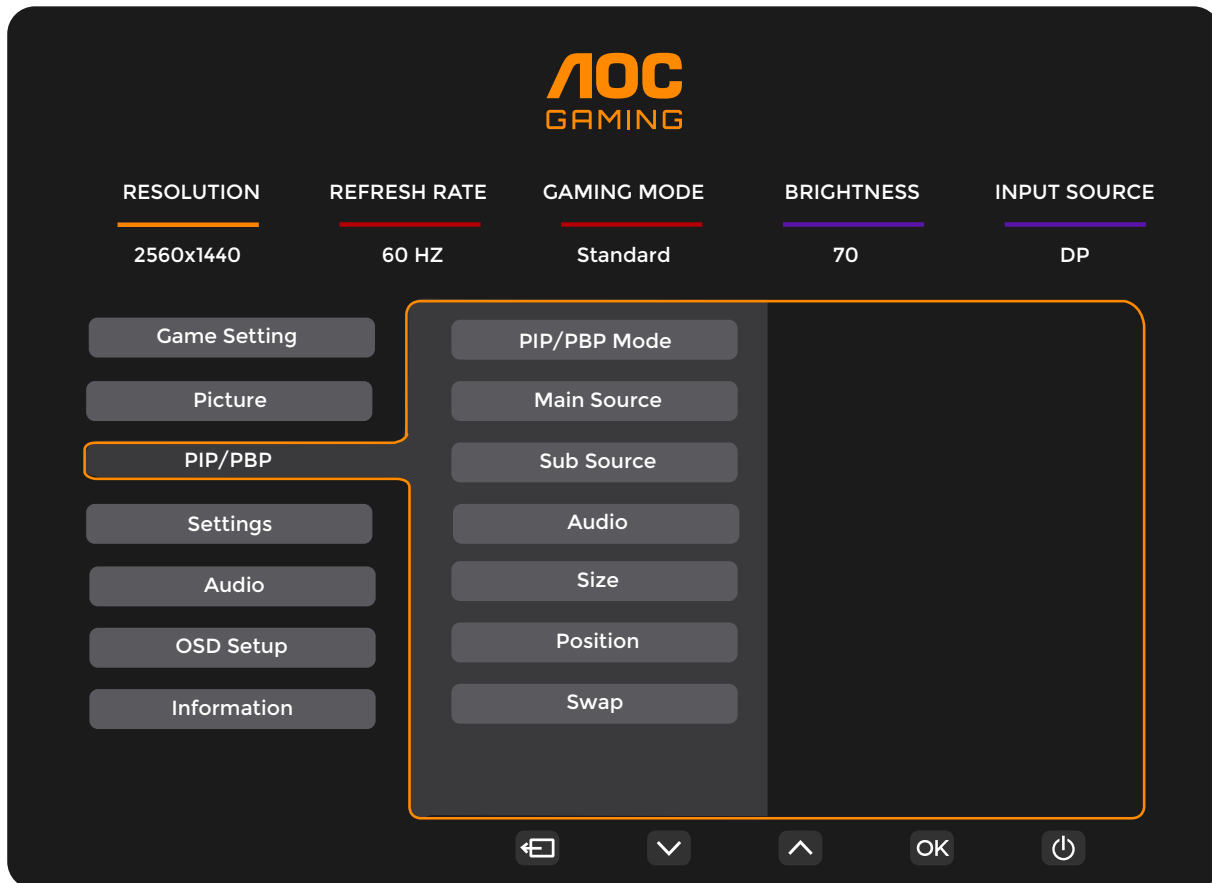 AOC
GAMING
RESOLUTION REFRESH RATE GAMING MODE BRIGHTNESS INPUT SOURCE
2560x1440 60 HZ Standard 70 DP
Game Setting
Picture
PIP/PBP
Settings
Audio
OSD Setup
Information
PIP/PBP Mode
Main Source
Sub Source
Audio
Size
Position
Swap
OK